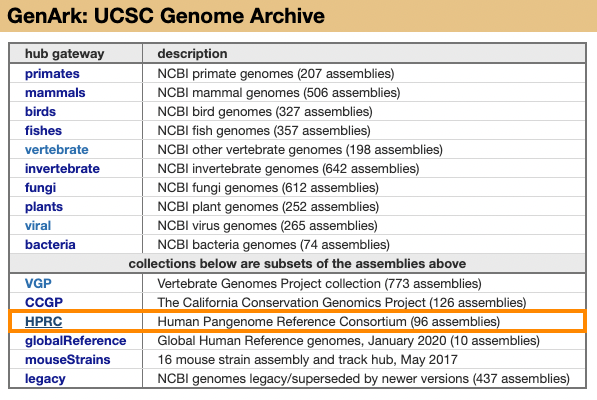 GenArk: UCSC Genome Archive
hub gateway description
primates NCBI primate genomes (207 assemblies)
mammals NCBI mammal genomes (506 assemblies)
birds NCBI bird genomes (327 assemblies)
fishes NCBI fish genomes (357 assemblies)
vertebrate NCBI other vertebrate genomes (198 assemblies)
invertebrate NCBI invertebrate genomes (642 assemblies)
fungi NCBI fungi genomes (612 assemblies)
plants NCBI plant genomes (252 assemblies)
viral NCBI virus genomes (265 assemblies)
bacteria NCBI bacteria genomes (74 assemblies)
collections below are subsets of the assemblies above
VGP Vertebrate Genomes Project collection (773 assemblies)
CCGP The California Conservation Genomics Project (126 assemblies)
HPRC Human Pangenome Reference Consortium (96 assemblies)
globalReference Global Human Reference genomes, January 2020 (10 assemblies)
mouseStrains 16 mouse strain assembly and track hub, May 2017
legacy NCBI genomes legacy/superseded by newer versions (437 assemblies)